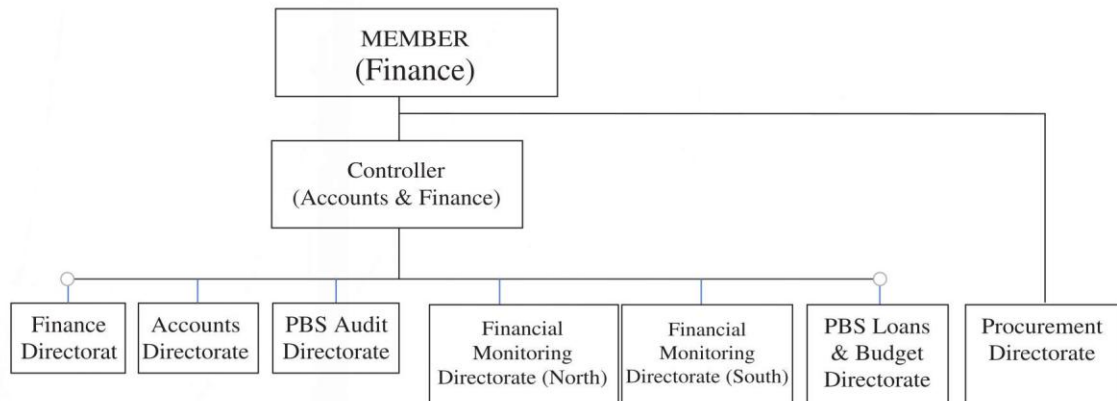 MEMBER
(Finance)
Controller
(Accounts & Finance)
Finance
Directorat
Accounts
Directorate
PBS Audit
Directorate
Financial
Monitoring
Directorate (North)
Financial
Monitoring
Directorate (South)
PBS Loans
& Budget
Directorate
Procurement
Directorate